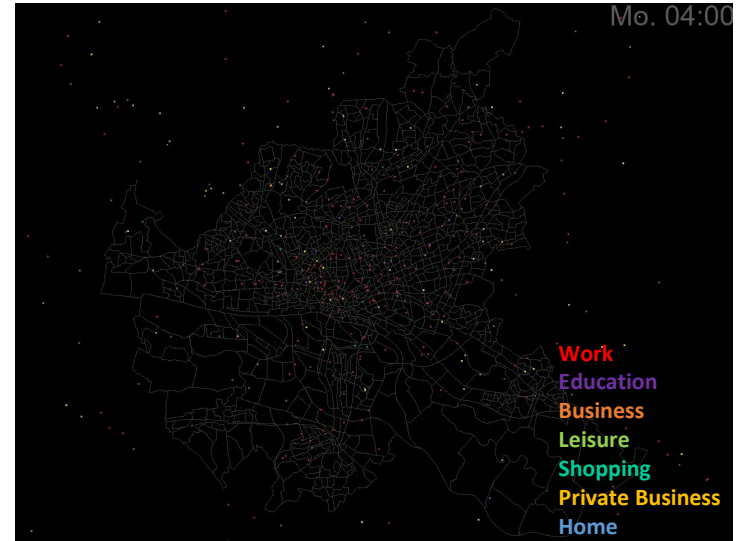 Mo. 04:00
Work
Education
Business
Leisure
Shopping
Private Business
Home